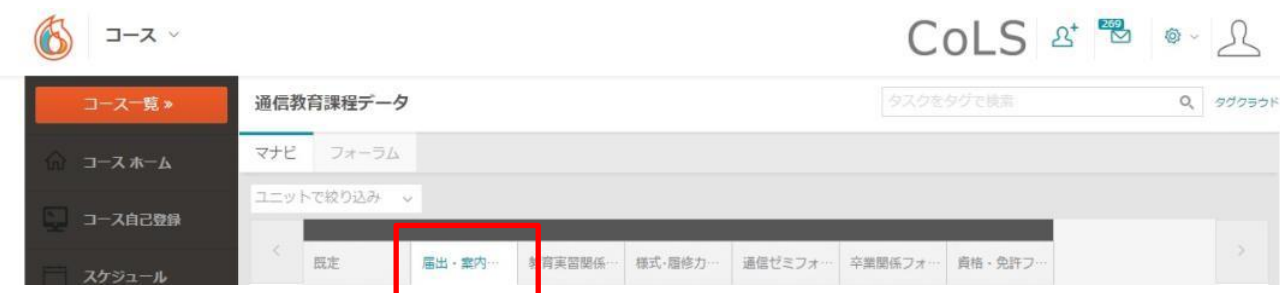 コース
CoLS
269
コース一覧 »
通信教育課程データ
タスクをタグで検索
タグクラウド
コース ホーム
マナビ
フォーラム
ユニットで絞り込み
コース自己登録
既定
届出・案内…
教育実習関係…
様式・履修カ…
通信ゼミフォ…
卒業関係フォ…
資格・免許フ…
スケジュール